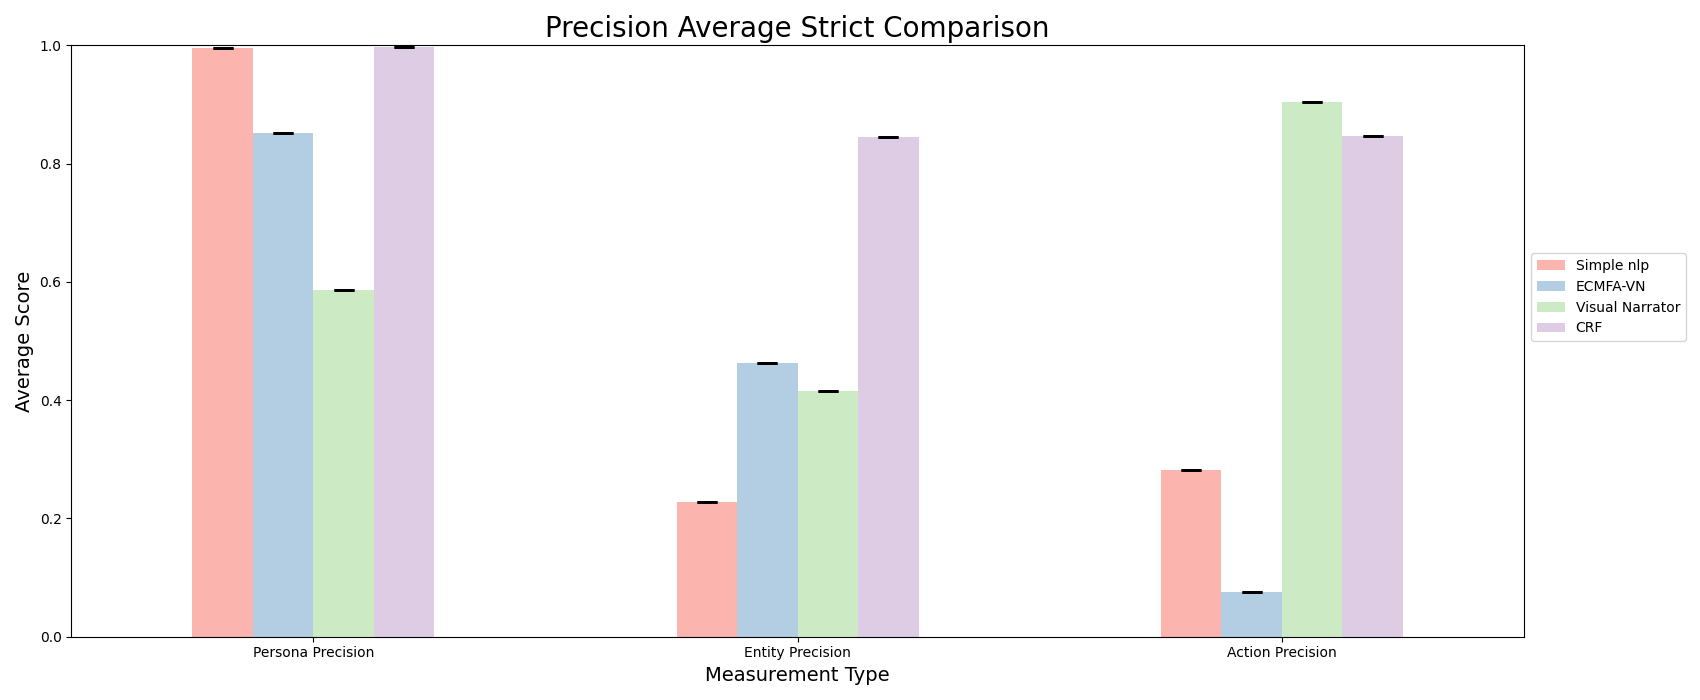 Precision Average Strict Comparison
1.0
0.8
0.6
0.4
0.2
0.0
Average Score
Persona Precision
Entity Precision
Action Precision
Measurement Type
Simple nlp
ECMFA-VN
Visual Narrator
CRF